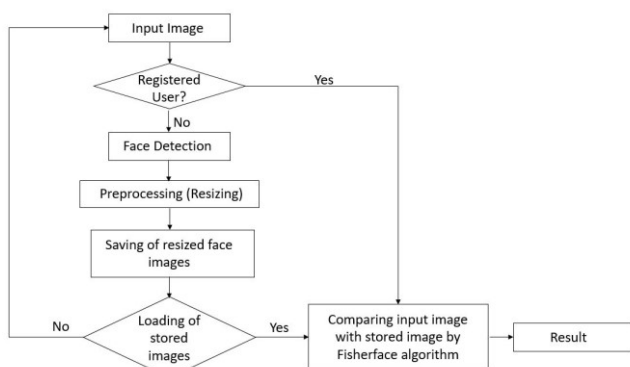 Input Image
Registered
User?
Yes
No
Face Detection
Preprocessing (Resizing)
Saving of resized face
images
No
Loading of
stored
images
Yes
Comparing input image
with stored image by
Fisherface algorithm
Result